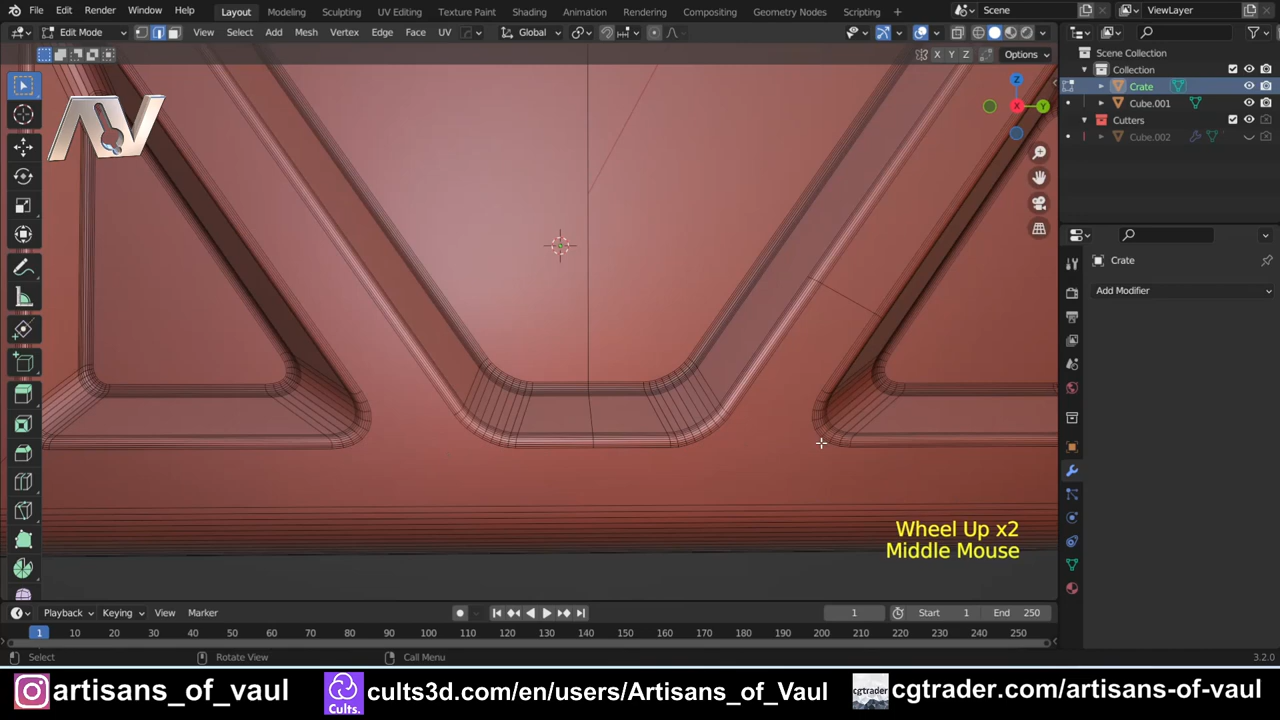 File Edit Render Window Help Layout Modeling Sculpting UV Editing Texture Paint Shading Animation Rendering Compositing Geometry Nodes Scripting Scene ViewLayer
Edit Mode View Select Add Mesh Vertex Edge Face UV Global
X Y Z Options
Scene Collection
Collection
Crate
Cube.001
Cutters
Cube.002
AV
Z
X Y
Crate
Add Modifier
Wheel Up x2
Middle Mouse
Playback Keying View Marker 1 Start 1 End 250
1 10 20 30 40 50 60 70 80 90 100 110 120 130 140 150 160 170 180 190 200 210 220 230 240 250
Select Rotate View Call Menu 3.2.0
artisans_of_vaul Cults. cults3d.com/en/users/Artisans_of_Vaul cgtrader.com/artisans-of-vaul